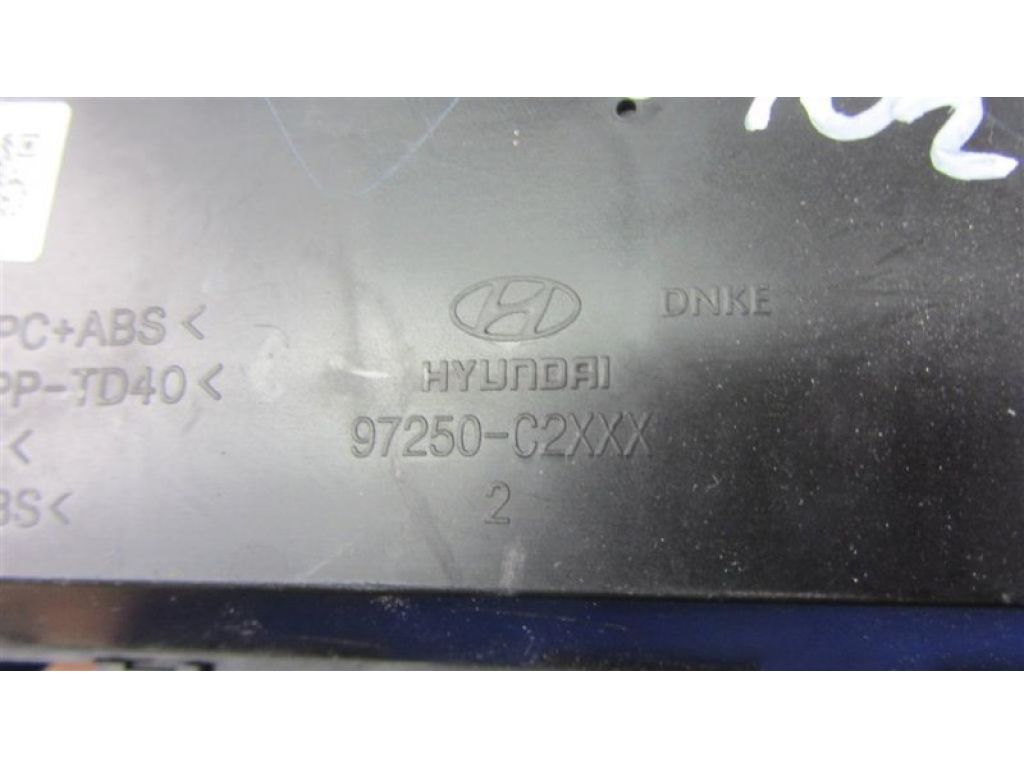 DNKE
PC+ABS<
HYUNDAI
PP-TD40<
97250-C2XXX
<
2
BS<